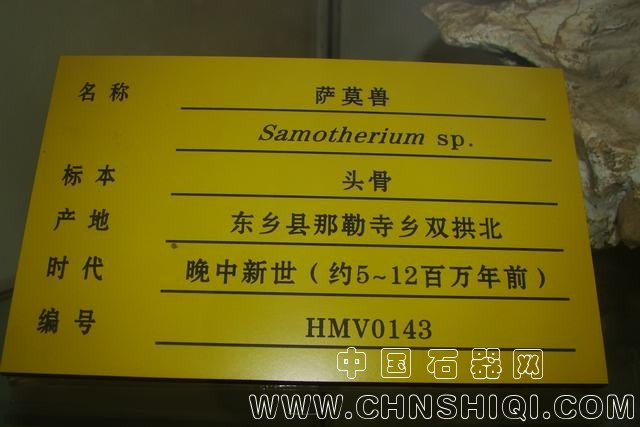 名称 萨莫兽
Samotherium sp.
标本 头骨
产地 东乡县那勒寺乡双拱北
时代 晚中新世（约5~12百万年前）
编号 HMV0143
中国石器网
WWW.CHNSHIQI.COM